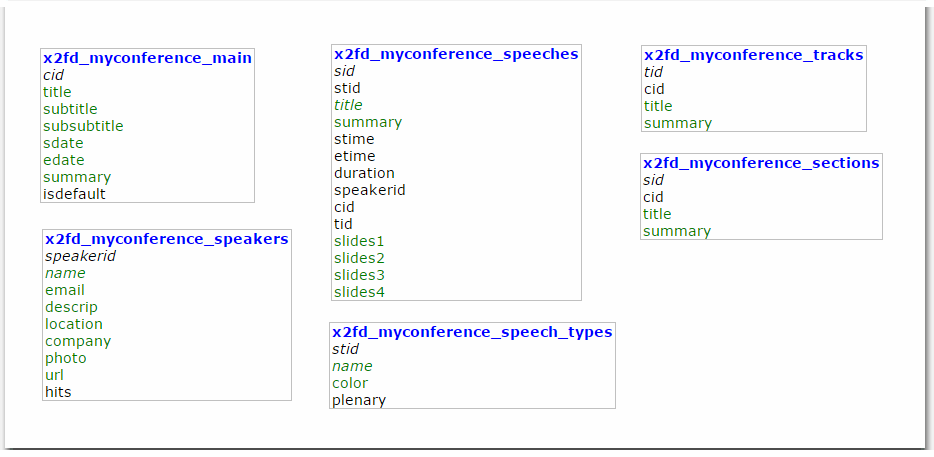 x2fd_myconference_main
cid
title
subtitle
subsubtitle
sdate
edate
summary
isdefault
x2fd_myconference_speakers
speakerid
name
email
descrip
location
company
photo
url
hits
x2fd_myconference_speeches
sid
stid
title
summary
stime
etime
duration
speakerid
cid
tid
slides1
slides2
slides3
slides4
x2fd_myconference_speech_types
stid
name
color
plenary
x2fd_myconference_tracks
tid
cid
title
summary
x2fd_myconference_sections
sid
cid
title
summary